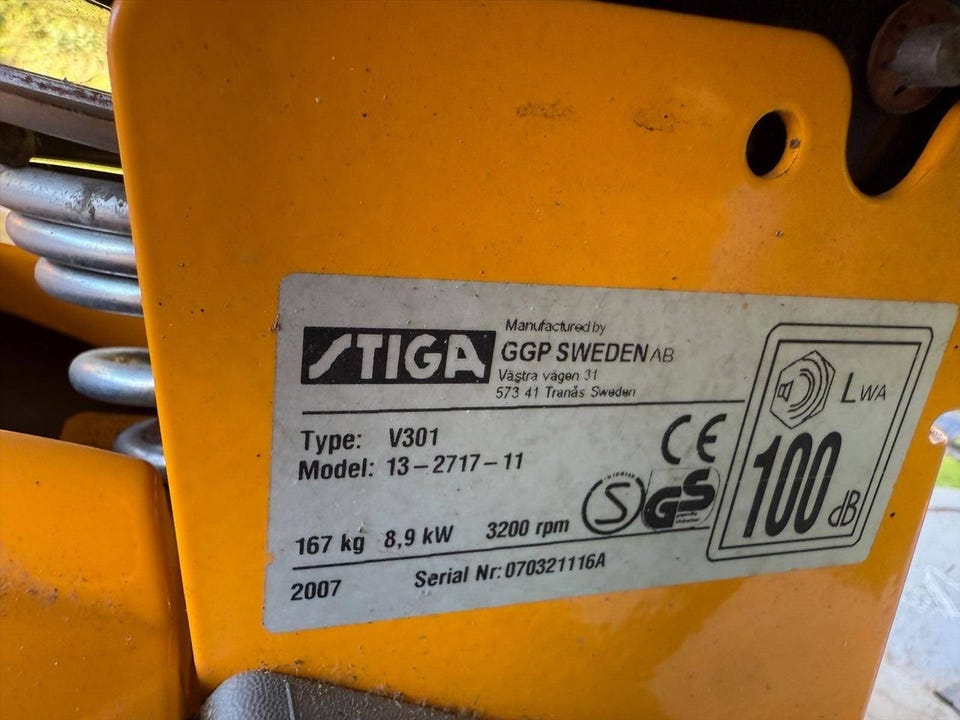 STIGA
Manufactured by
GGP SWEDEN AB
Västra vägen 31
573 41 Tranås Sweden
Type: V301
Model: 13-2717-11
167 kg 8,9 kW 3200 rpm
2007 Serial Nr: 070321116A
CE
S
GS
LWA
100 dB